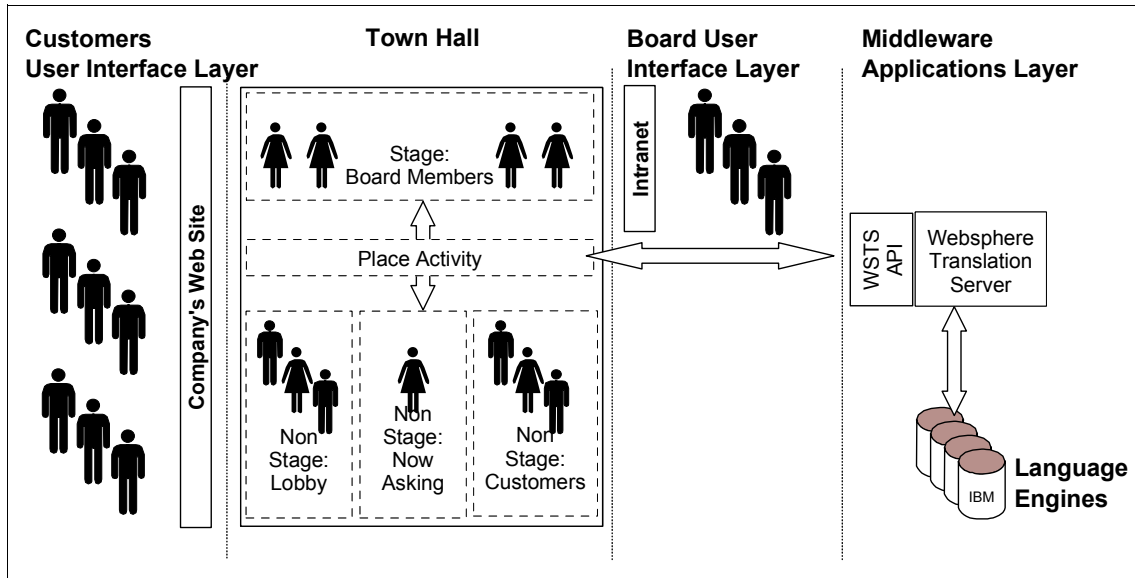 Customers
User Interface Layer
Company's Web Site
Town Hall
Stage:
Board Members
Place Activity
Non
Stage:
Lobby
Non
Stage:
Now
Asking
Non
Stage:
Customers
Board User
Interface Layer
Intranet
Middleware
Applications Layer
WSTS
API
Websphere
Translation
Server
IBM
Language
Engines